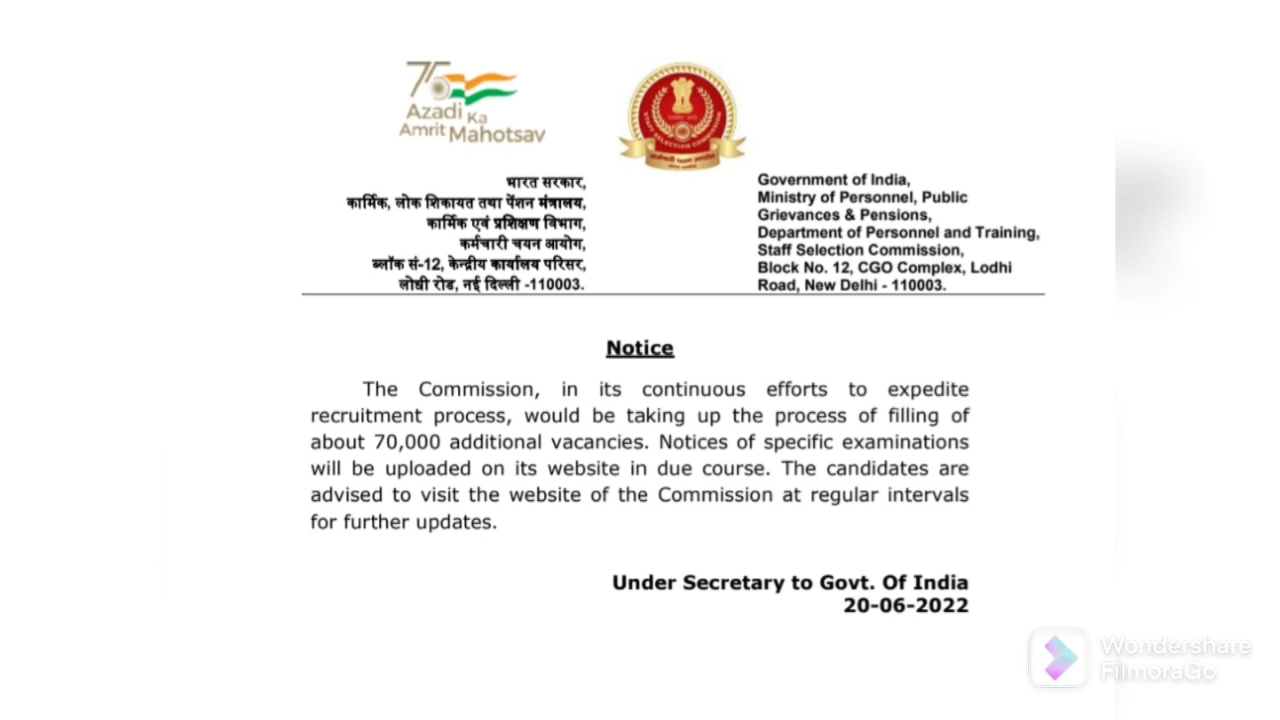 75
Azadi Ka
Amrit Mahotsav
STAFF SELECTION COMMISSION
भारत सरकार,
कार्मिक, लोक शिकायत तथा पेंशन मंत्रालय,
कार्मिक एवं प्रशिक्षण विभाग,
कर्मचारी चयन आयोग,
ब्लॉक सं-12, केन्द्रीय कार्यालय परिसर,
लोधी रोड, नई दिल्ली -110003.
Government of India,
Ministry of Personnel, Public
Grievances & Pensions,
Department of Personnel and Training,
Staff Selection Commission,
Block No. 12, CGO Complex, Lodhi
Road, New Delhi - 110003.
Notice
The Commission, in its continuous efforts to expedite
recruitment process, would be taking up the process of filling of
about 70,000 additional vacancies. Notices of specific examinations
will be uploaded on its website in due course. The candidates are
advised to visit the website of the Commission at regular intervals
for further updates.
Under Secretary to Govt. Of India
20-06-2022
Wondershare
FilmoraGo